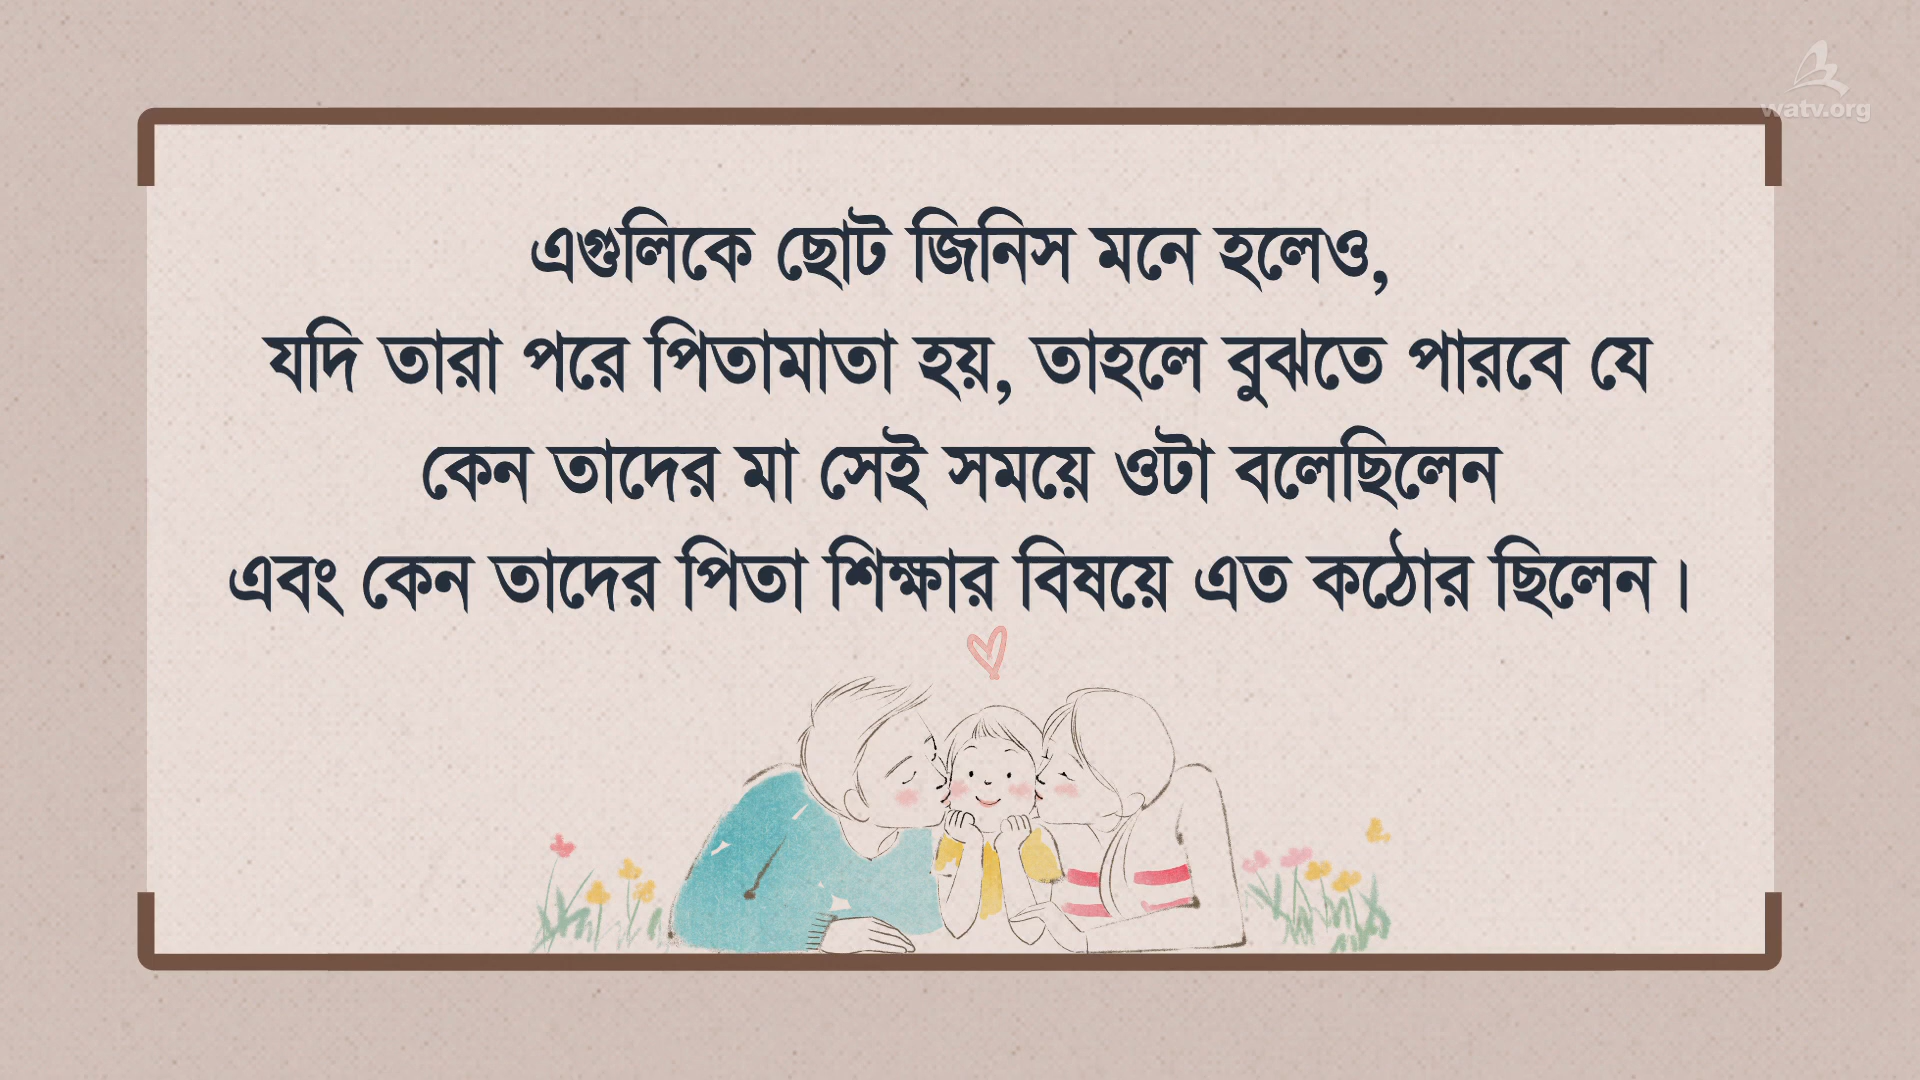 watv.org
এগুলিকে ছোট জিনিস মনে হলেও,
যদি তারা পরে পিতামাতা হয়, তাহলে বুঝতে পারবে যে
কেন তাদের মা সেই সময়ে ওটা বলেছিলেন
এবং কেন তাদের পিতা শিক্ষার বিষয়ে এত কঠোর ছিলেন।